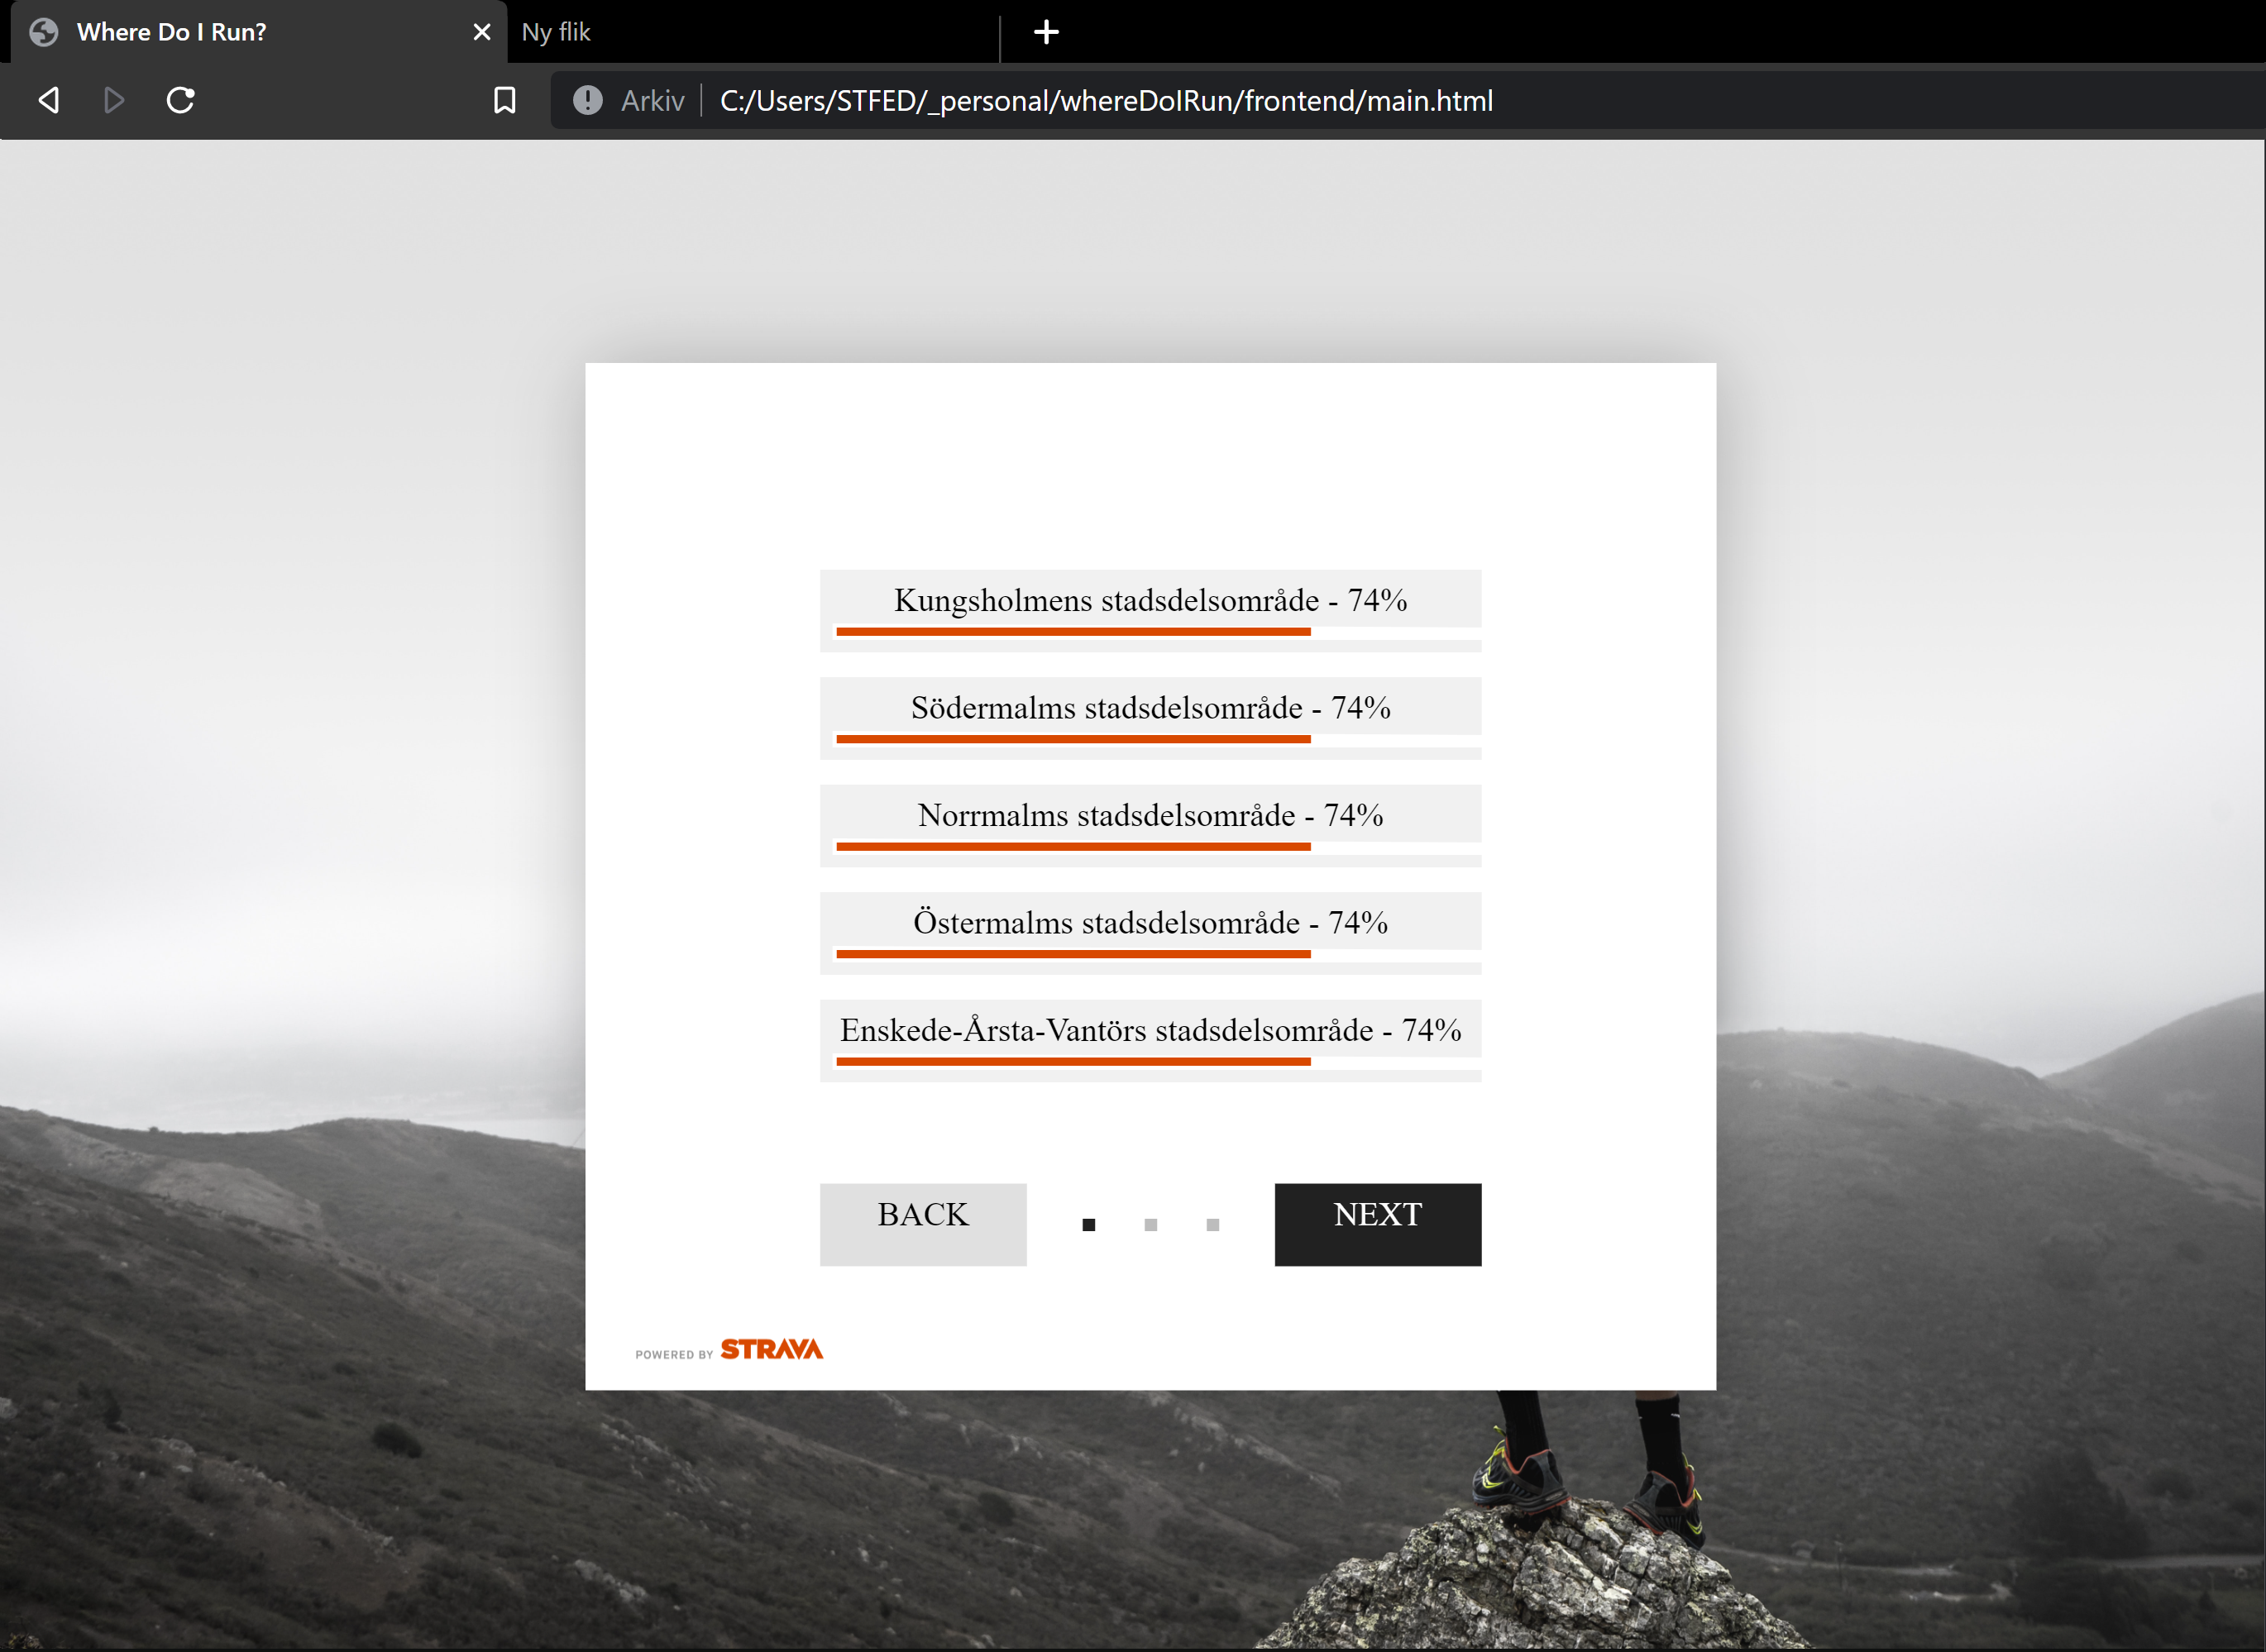 Where Do I Run?
Ny flik
Arkiv
C:/Users/STFED/_personal/whereDoIRun/frontend/main.html
Kungsholmens stadsdelsområde - 74%
Södermalms stadsdelsområde - 74%
Norrmalms stadsdelsområde - 74%
Östermalms stadsdelsområde - 74%
Enskede-Årsta-Vantörs stadsdelsområde - 74%
BACK
NEXT
POWERED BY STRAVA